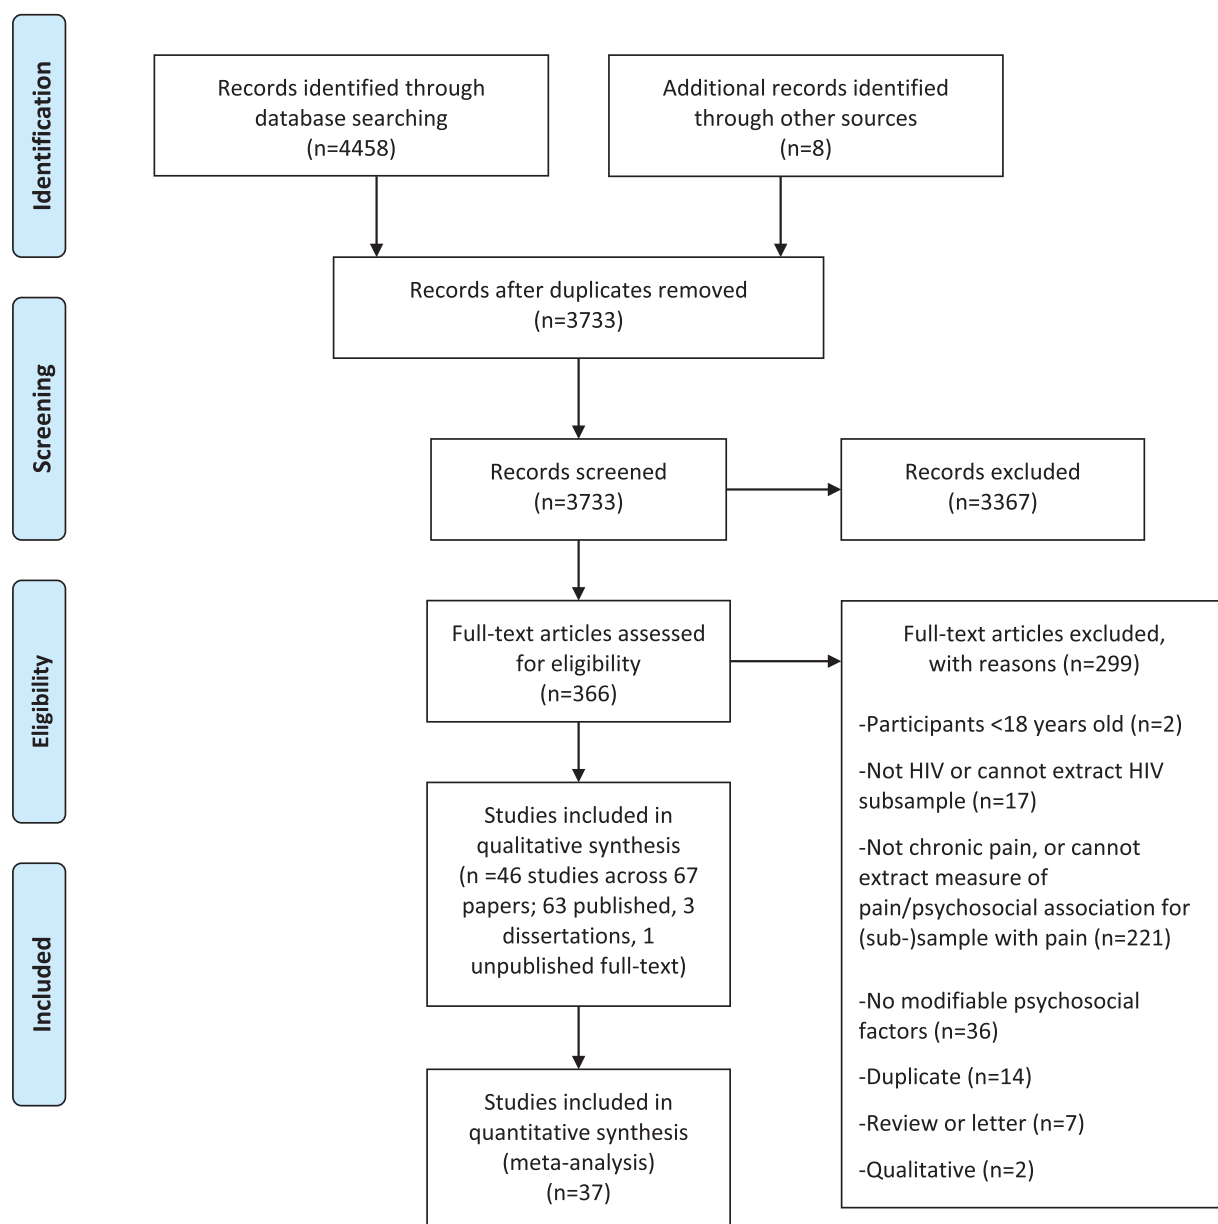 Identification
Records identified through
database searching
(n=4458)
Additional records identified
through other sources
(n=8)
Records after duplicates removed
(n=3733)
Screening
Records screened
(n=3733)
Records excluded
(n=3367)
Eligibility
Full-text articles assessed
for eligibility
(n=366)
Full-text articles excluded,
with reasons (n=299)
-Participants <18 years old (n=2)
-Not HIV or cannot extract HIV
subsample (n=17)
-Not chronic pain, or cannot
extract measure of
pain/psychosocial association for
(sub-)sample with pain (n=221)
-No modifiable psychosocial
factors (n=36)
-Duplicate (n=14)
-Review or letter (n=7)
-Qualitative (n=2)
Included
Studies included in
qualitative synthesis
(n =46 studies across 67
papers; 63 published, 3
dissertations, 1
unpublished full-text)
Studies included in
quantitative synthesis
(meta-analysis)
(n=37)